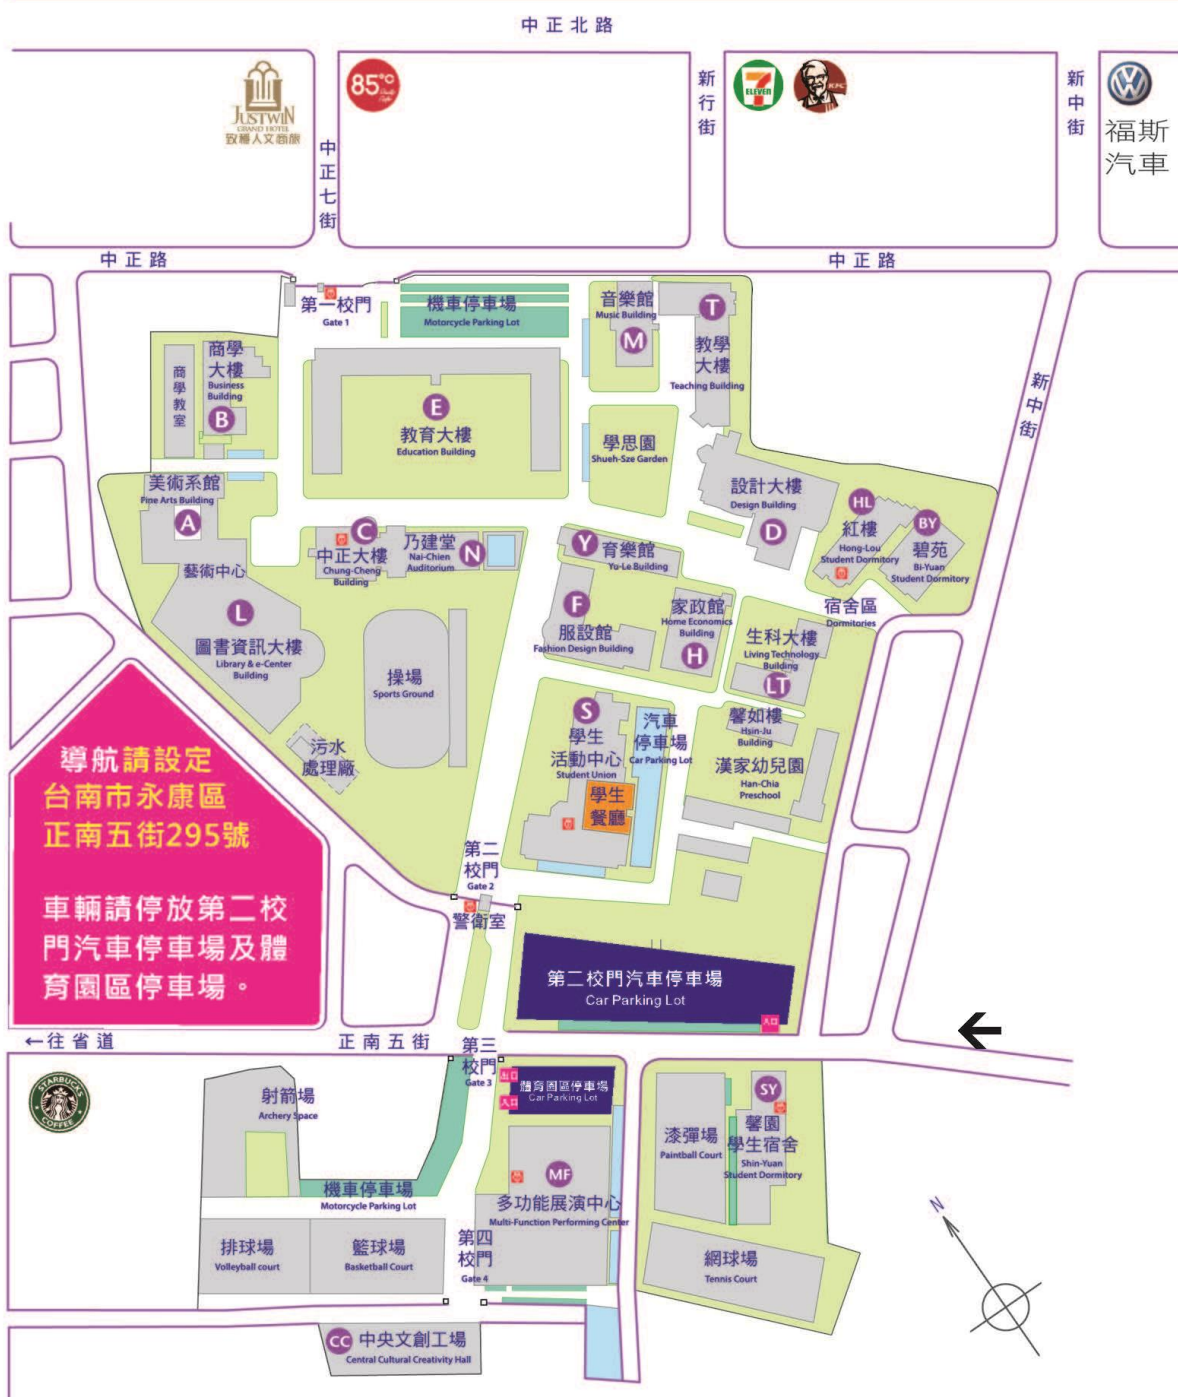 中正北路
JUSTWIN
GRAND HOTEL
致穩人文商旅
85°C
Daily
Cafe
7
ELEVEN
KFC
福斯
汽車
中正七街
新行街
新中街
中正路
中正路
新中街
第一校門
Gate 1
機車停車場
Motorcycle Parking Lot
音樂館
Music Building
M
T
教學
大樓
Teaching Building
商學
大樓
Business
Building
B
商學教室
E
教育大樓
Education Building
學思園
Shueh-Sze Garden
設計大樓
Design Building
D
HL
紅樓
Hong-Lou
Student Dormitory
BY
碧苑
Bi-Yuan
Student Dormitory
宿舍區
Dormitories
美術系館
Fine Arts Building
A
藝術中心
C
中正大樓
Chung-Cheng
Building
乃建堂
Nai-Chien
Auditorium
N
Y
育樂館
Yu-Le Building
F
服設館
Fashion Design Building
家政館
Home Economics
Building
H
生科大樓
Living Technology
Building
LT
L
圖書資訊大樓
Library & e-Center
Building
操場
Sports Ground
污水
處理廠
S
學生
活動中心
Student Union
學生
餐廳
汽車
停車場
Car Parking Lot
馨如樓
Hsin-Ju
Building
漢家幼兒園
Han-Chia
Preschool
導航請設定
台南市永康區
正南五街295號
車輛請停放第二校
門汽車停車場及體
育園區停車場。
第二
校門
Gate 2
警衛室
第二校門汽車停車場
Car Parking Lot
入口
←往省道
正南五街
第三
校門
Gate 3
出口
入口
體育園區停車場
Car Parking Lot
STARBUCKS
COFFEE
射箭場
Archery Space
機車停車場
Motorcycle Parking Lot
MF
多功能展演中心
Multi-Function Performing Center
漆彈場
Paintball Court
SY
馨園
學生宿舍
Shin-Yuan
Student Dormitory
排球場
Volleyball court
籃球場
Basketball Court
第四
校門
Gate 4
網球場
Tennis Court
N
CC
中央文創工場
Central Cultural Creativity Hall